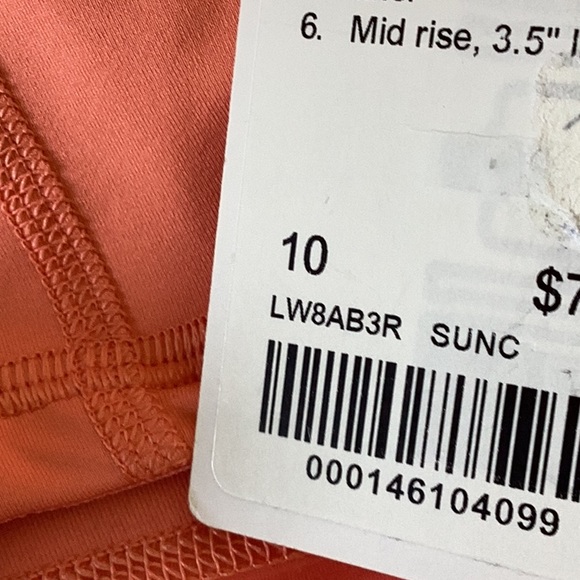 6. Mid rise, 3.5"
10
$7
LW8AB3R SUNC
000146104099